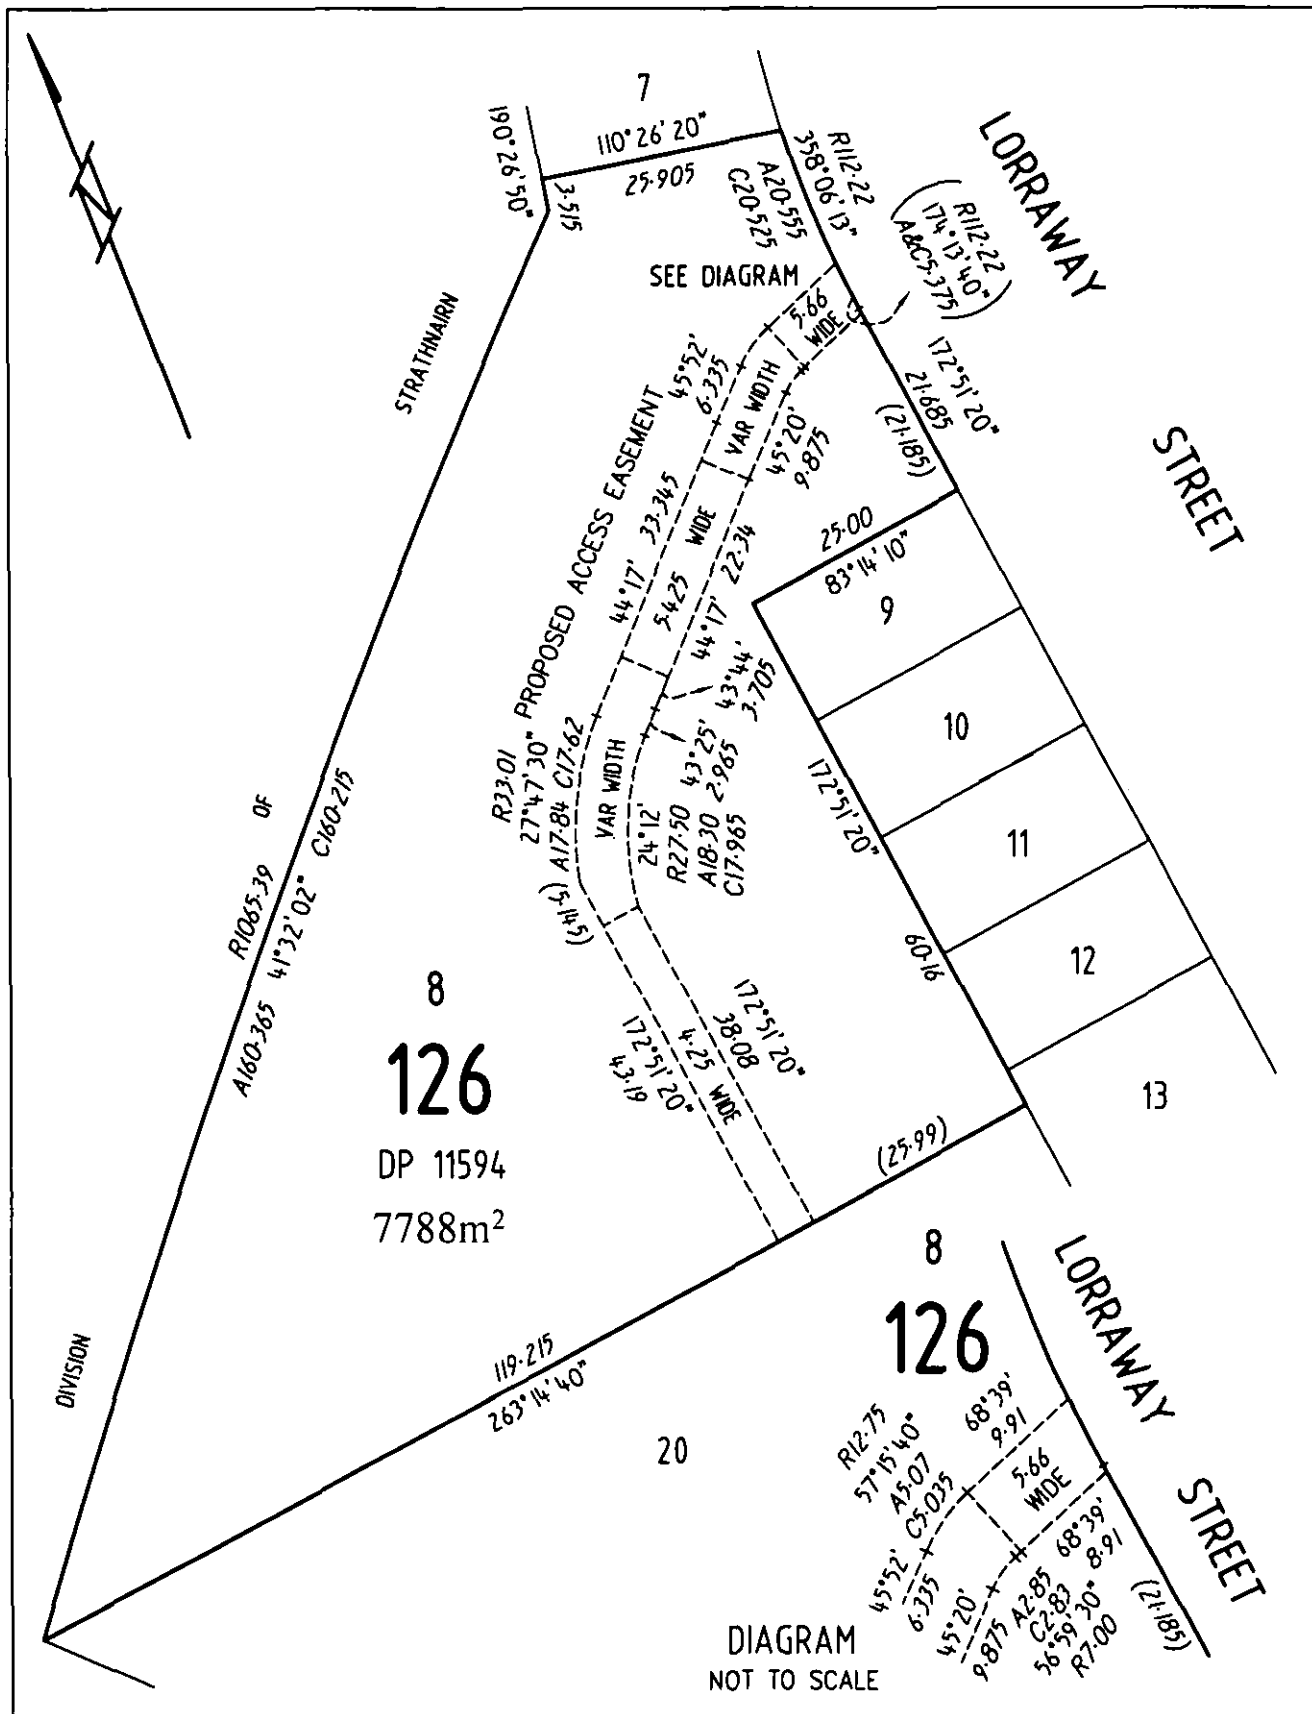 7
110°26'20"
25·905
190°26'50"
3·515
R112·22
358°06'13"
A20·555
C20·525
(R112·22
174°13'40"
A&C5·375)
LORRAWAY
STREET
SEE DIAGRAM
5·66
WIDE
172°51'20"
21·685
(21·185)
STRATHNAIRN
OF
DIVISION
45°52'
6·335
VAR WIDTH
45°20'
9·875
PROPOSED ACCESS EASEMENT
44°17' 33·345
5·425 WIDE
44°17' 22·34
25·00
83°14'10"
9
10
11
12
13
43°44'
3·705
43°25'
2·965
R33·01
27°47'30"
A17·84 C17·62
(5·145)
VAR WIDTH
24°12'
R27·50
A18·30
C17·965
172°51'20"
60·16
R1065·39
A160·365 41°32'02" C160·215
8
126
DP 11594
7788m²
172°51'20"
43·19
4·25 WIDE
172°51'20"
38·08
(25·99)
119·215
263°14'40"
20
8
126
LORRAWAY
STREET
R12·75
57°15'40"
A5·07
C5·035
68°39'
9·91
5·66
WIDE
45°52'
6·335
45°20'
9·875
A2·85
C2·83
56°59'30"
R7·00
68°39'
8·91
(21·185)
DIAGRAM
NOT TO SCALE